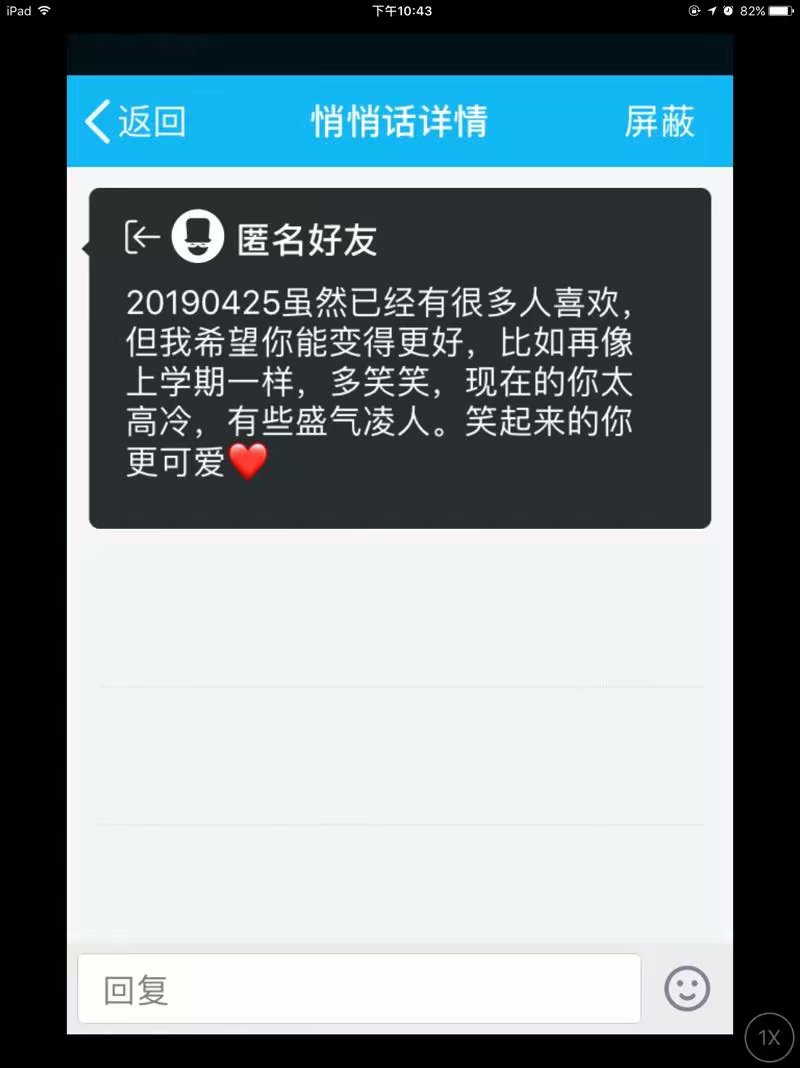 iPad 下午10:43 82%
返回 悄悄话详情 屏蔽
匿名好友
20190425虽然已经有很多人喜欢，
但我希望你能变得更好，比如再像
上学期一样，多笑笑，现在的你太
高冷，有些盛气凌人。笑起来的你
更可爱❤️
回复
1X